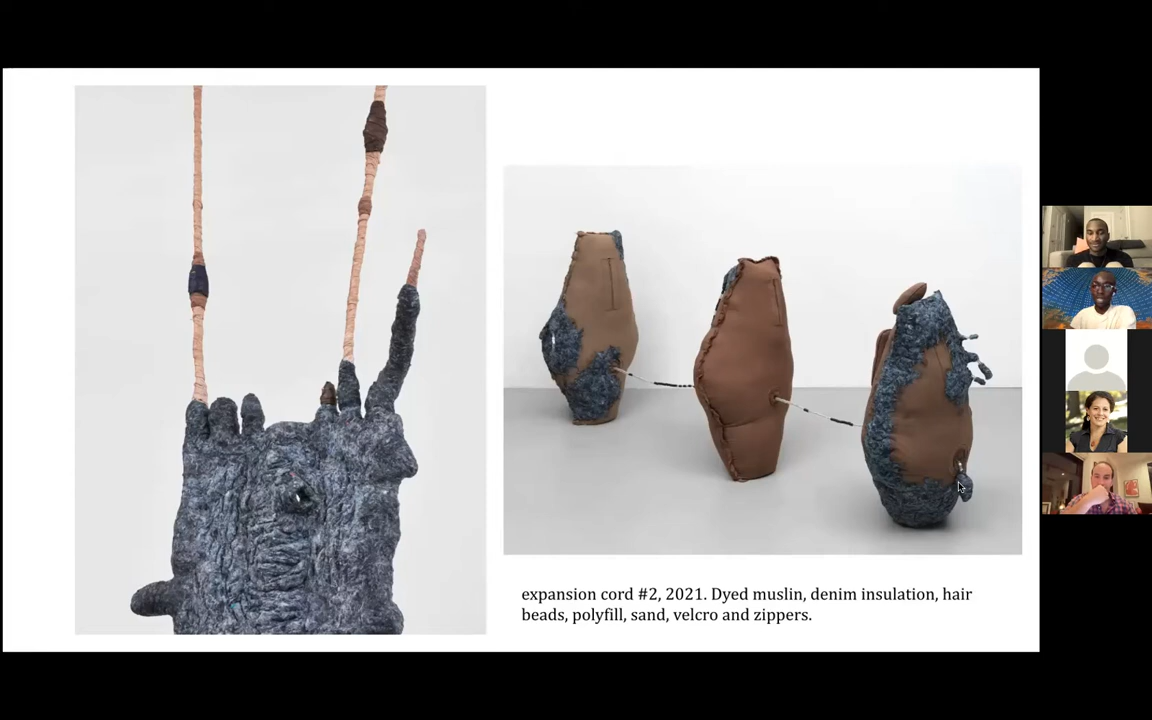 expansion cord #2, 2021. Dyed muslin, denim insulation, hair
beads, polyfill, sand, velcro and zippers.